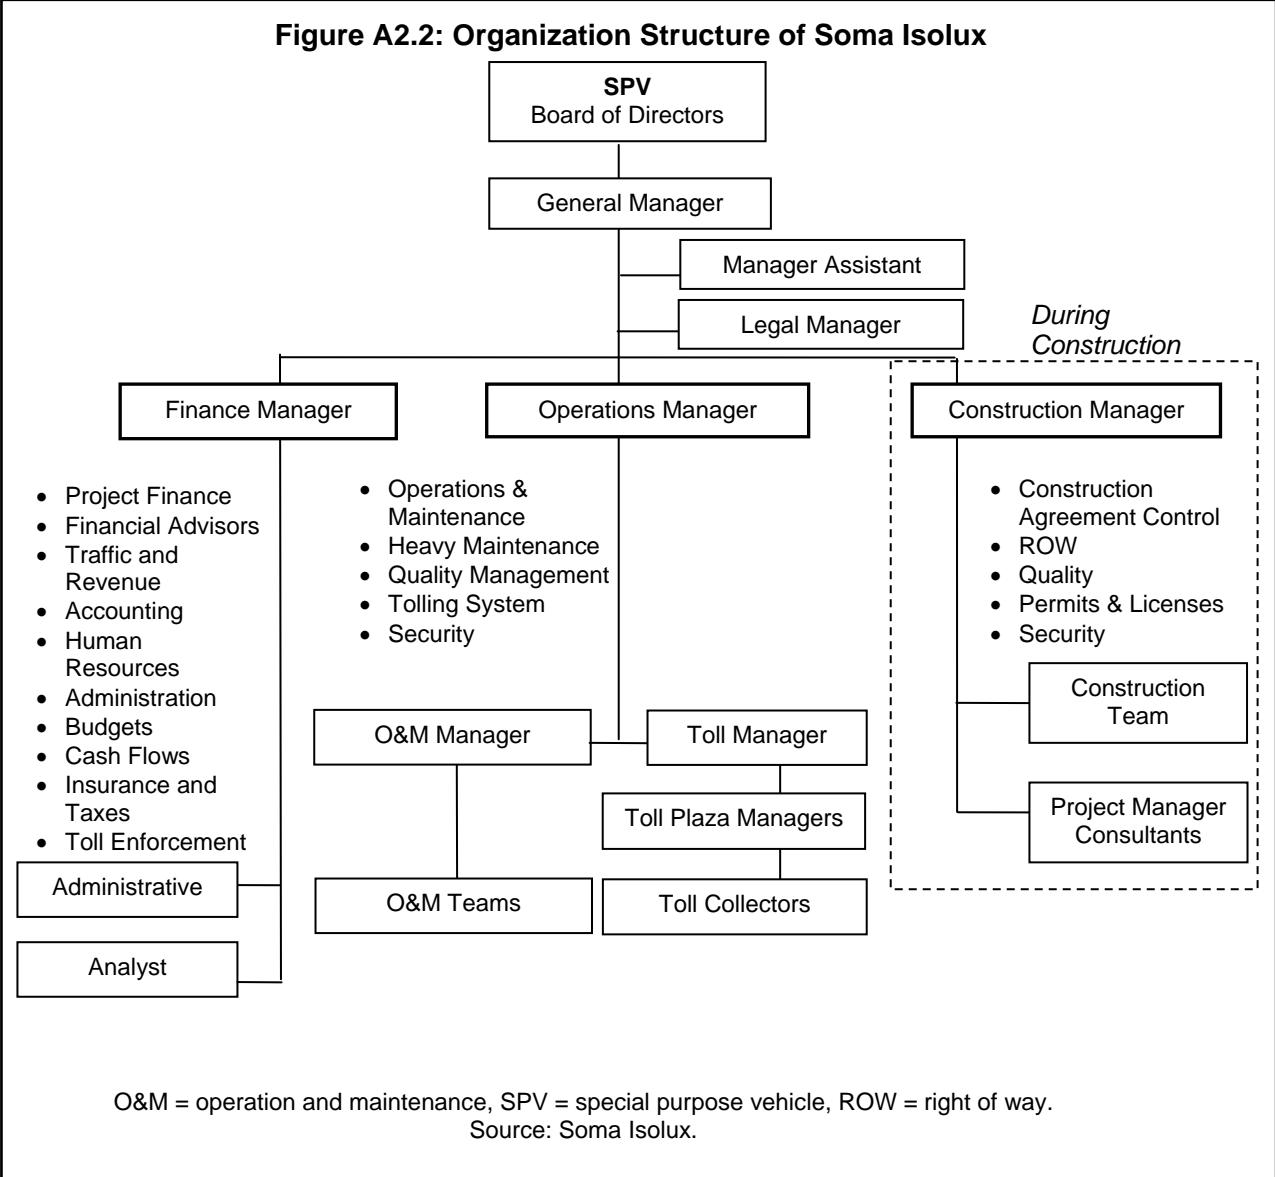 Figure A2.2: Organization Structure of Soma Isolux
SPV
Board of Directors
General Manager
Manager Assistant
Legal Manager
During
Construction
Finance Manager
Operations Manager
Construction Manager
• Project Finance
• Financial Advisors
• Traffic and
Revenue
• Accounting
• Human
Resources
• Administration
• Budgets
• Cash Flows
• Insurance and
Taxes
• Toll Enforcement
Administrative
Analyst
• Operations &
Maintenance
• Heavy Maintenance
• Quality Management
• Tolling System
• Security
O&M Manager
Toll Manager
Toll Plaza Managers
O&M Teams
Toll Collectors
• Construction
Agreement Control
• ROW
• Quality
• Permits & Licenses
• Security
Construction
Team
Project Manager
Consultants
O&M = operation and maintenance, SPV = special purpose vehicle, ROW = right of way.
Source: Soma Isolux.